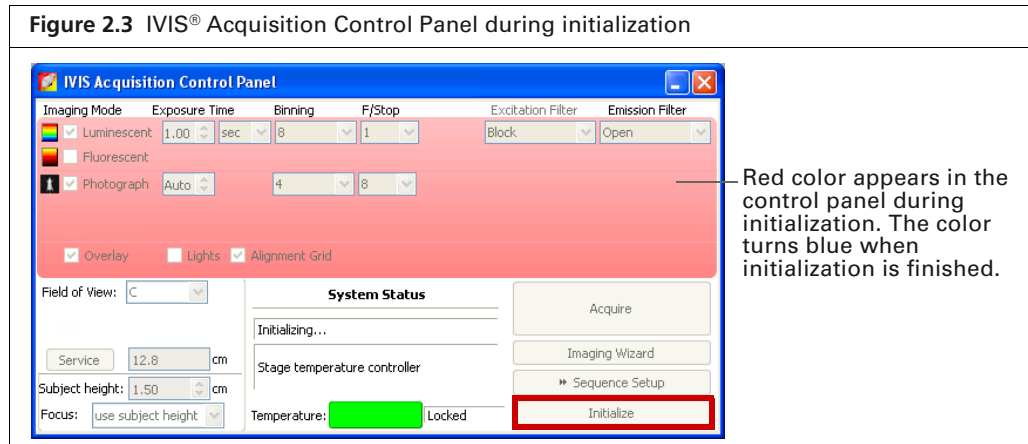 Figure 2.3 IVIS® Acquisition Control Panel during initialization
IVIS Acquisition Control Panel
Imaging Mode Exposure Time Binning F/Stop Excitation Filter Emission Filter
Luminescent 1.00 sec 8 1 Block Open
Fluorescent
Photograph Auto 4 8
Overlay Lights Alignment Grid
Red color appears in the
control panel during
initialization. The color
turns blue when
initialization is finished.
Field of View: C
Service 12.8 cm
Subject height: 1.50 cm
Focus: use subject height
System Status
Initializing...
Stage temperature controller
Temperature: Locked
Acquire
Imaging Wizard
Sequence Setup
Initialize